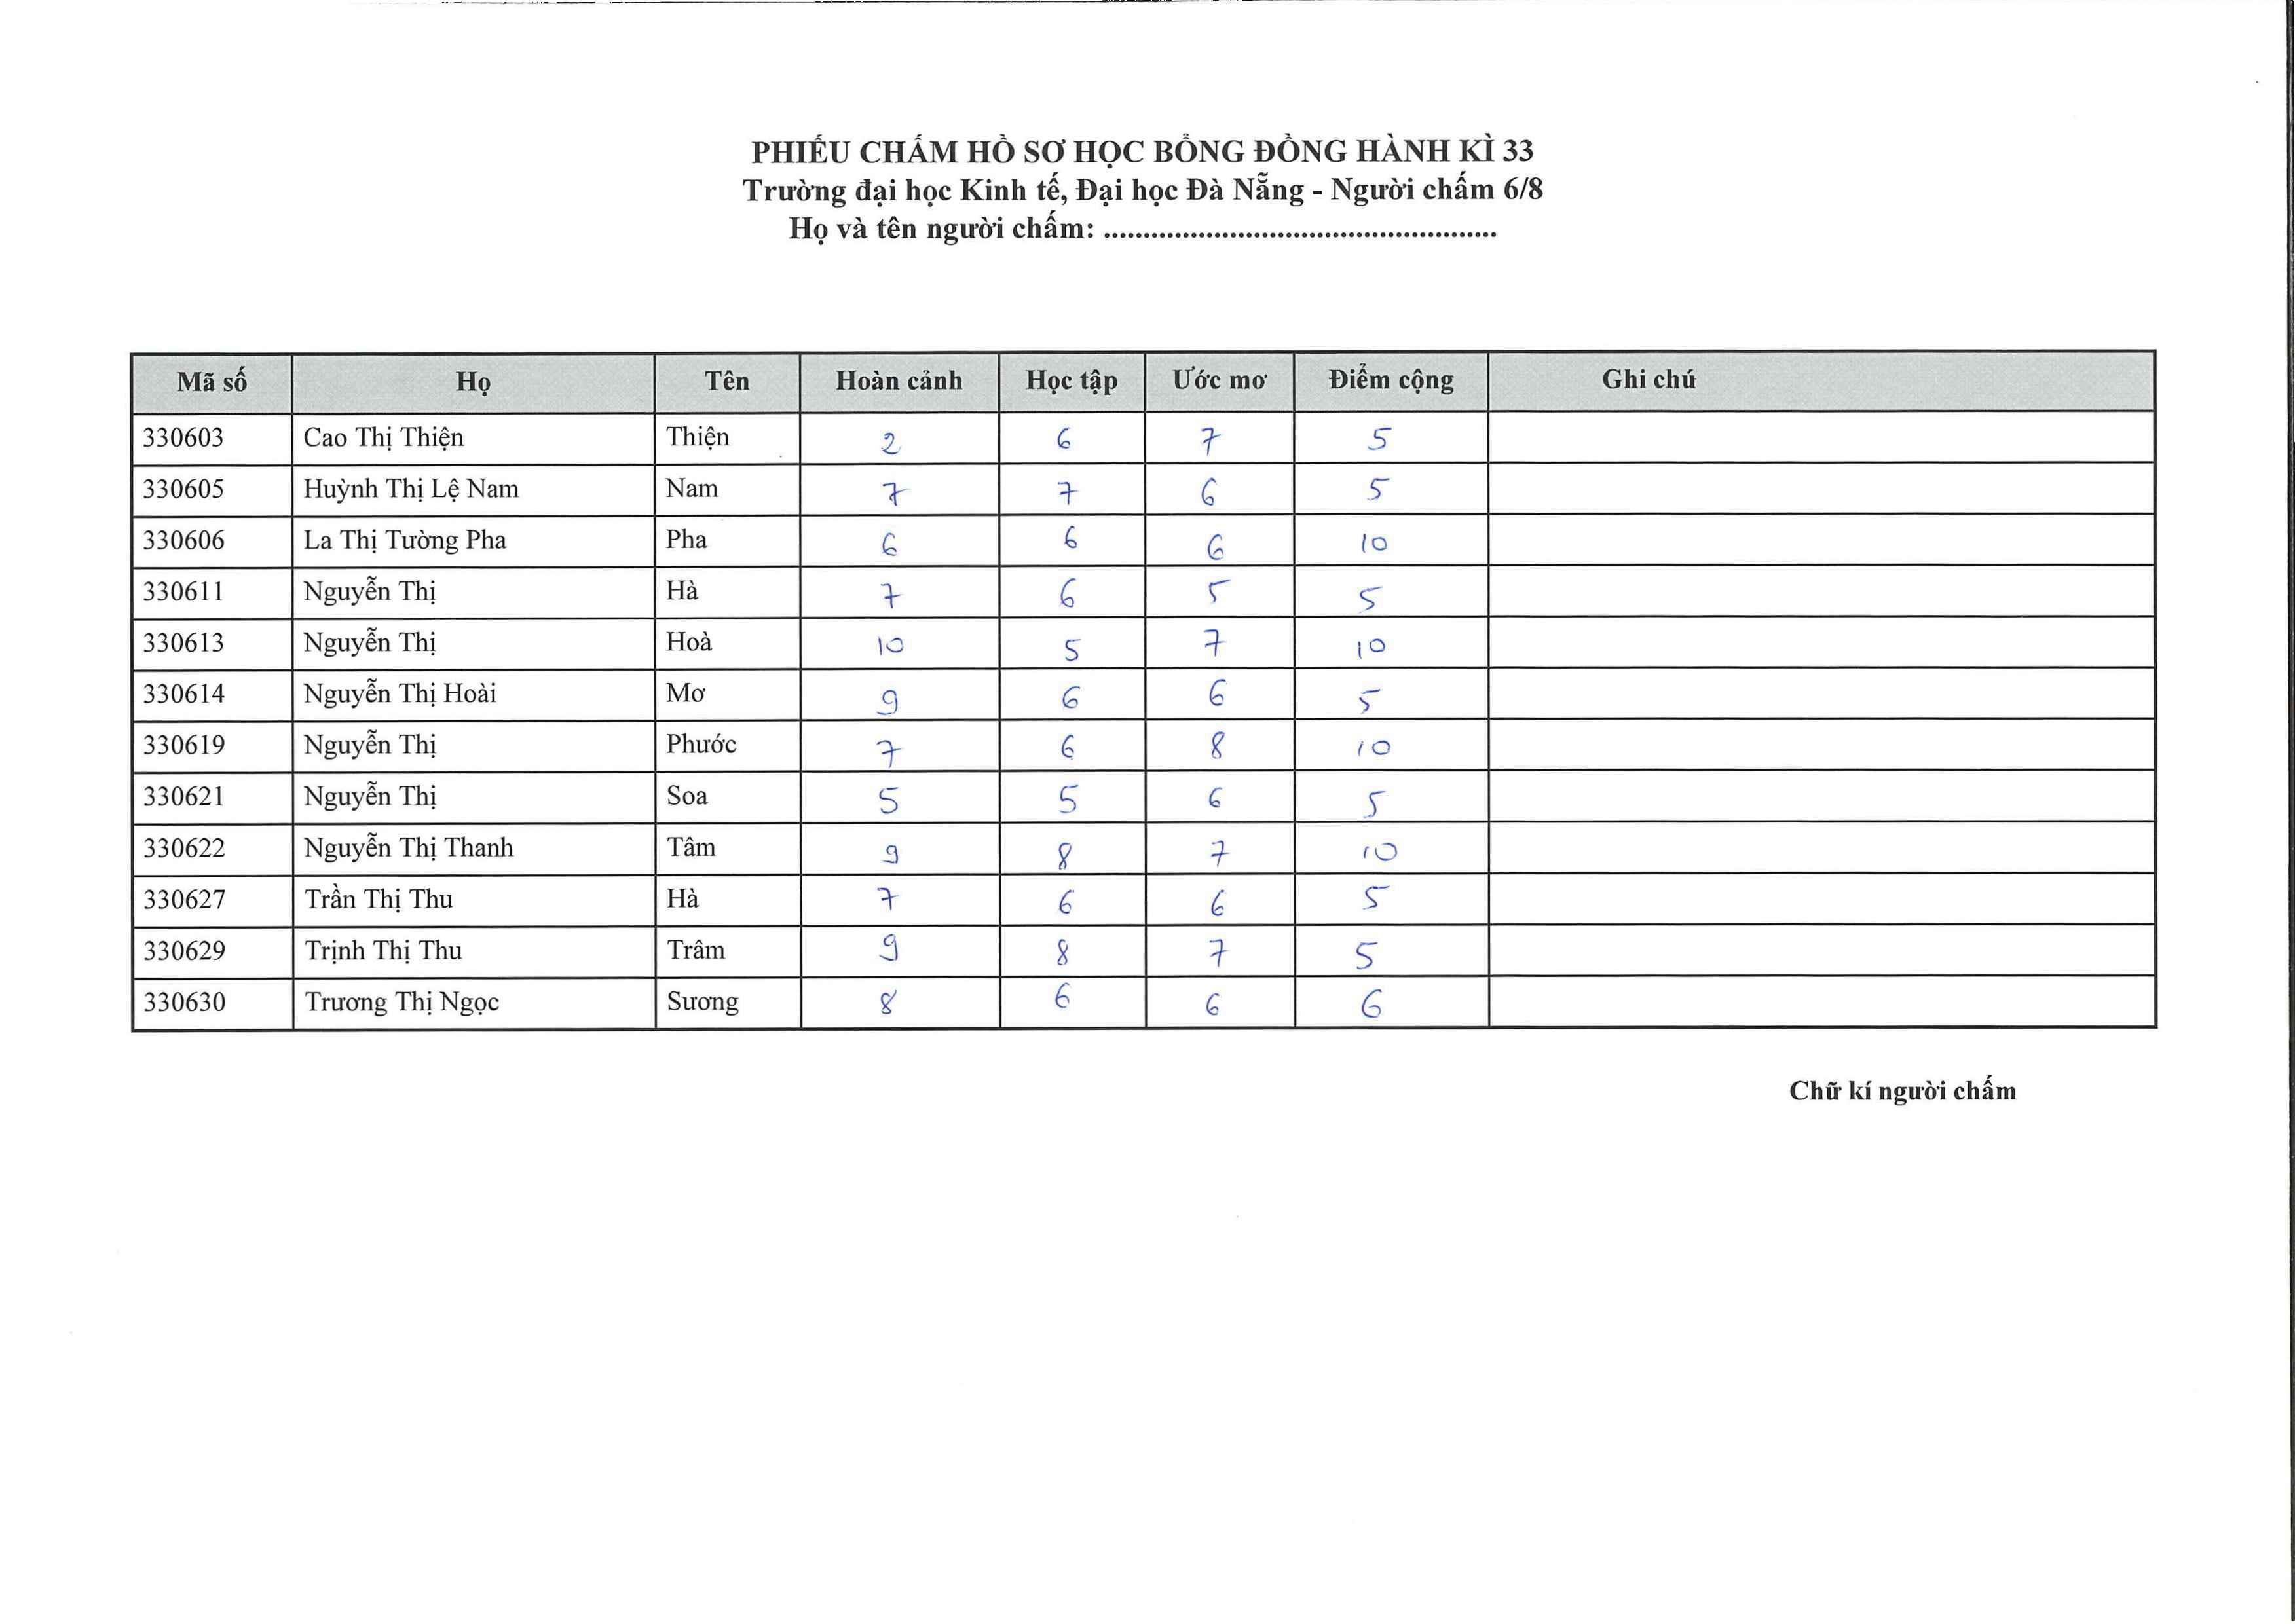 PHIẾU CHẤM HỒ SƠ HỌC BỔNG ĐỒNG HÀNH KÌ 33
Trường đại học Kinh tế, Đại học Đà Nẵng - Người chấm 6/8
Họ và tên người chấm: ..................................................
Mã số Họ Tên Hoàn cảnh Học tập Ước mơ Điểm cộng Ghi chú
330603 Cao Thị Thiện Thiện 2 6 7 5
330605 Huỳnh Thị Lệ Nam Nam 7 7 6 5
330606 La Thị Tường Pha Pha 6 6 6 10
330611 Nguyễn Thị Hà 7 6 5 5
330613 Nguyễn Thị Hoà 10 5 7 10
330614 Nguyễn Thị Hoài Mơ 9 6 6 5
330619 Nguyễn Thị Phước 7 6 8 10
330621 Nguyễn Thị Soa 5 5 6 5
330622 Nguyễn Thị Thanh Tâm 9 8 7 10
330627 Trần Thị Thu Hà 7 6 6 5
330629 Trịnh Thị Thu Trâm 9 8 7 5
330630 Trương Thị Ngọc Sương 8 6 6 6
Chữ kí người chấm